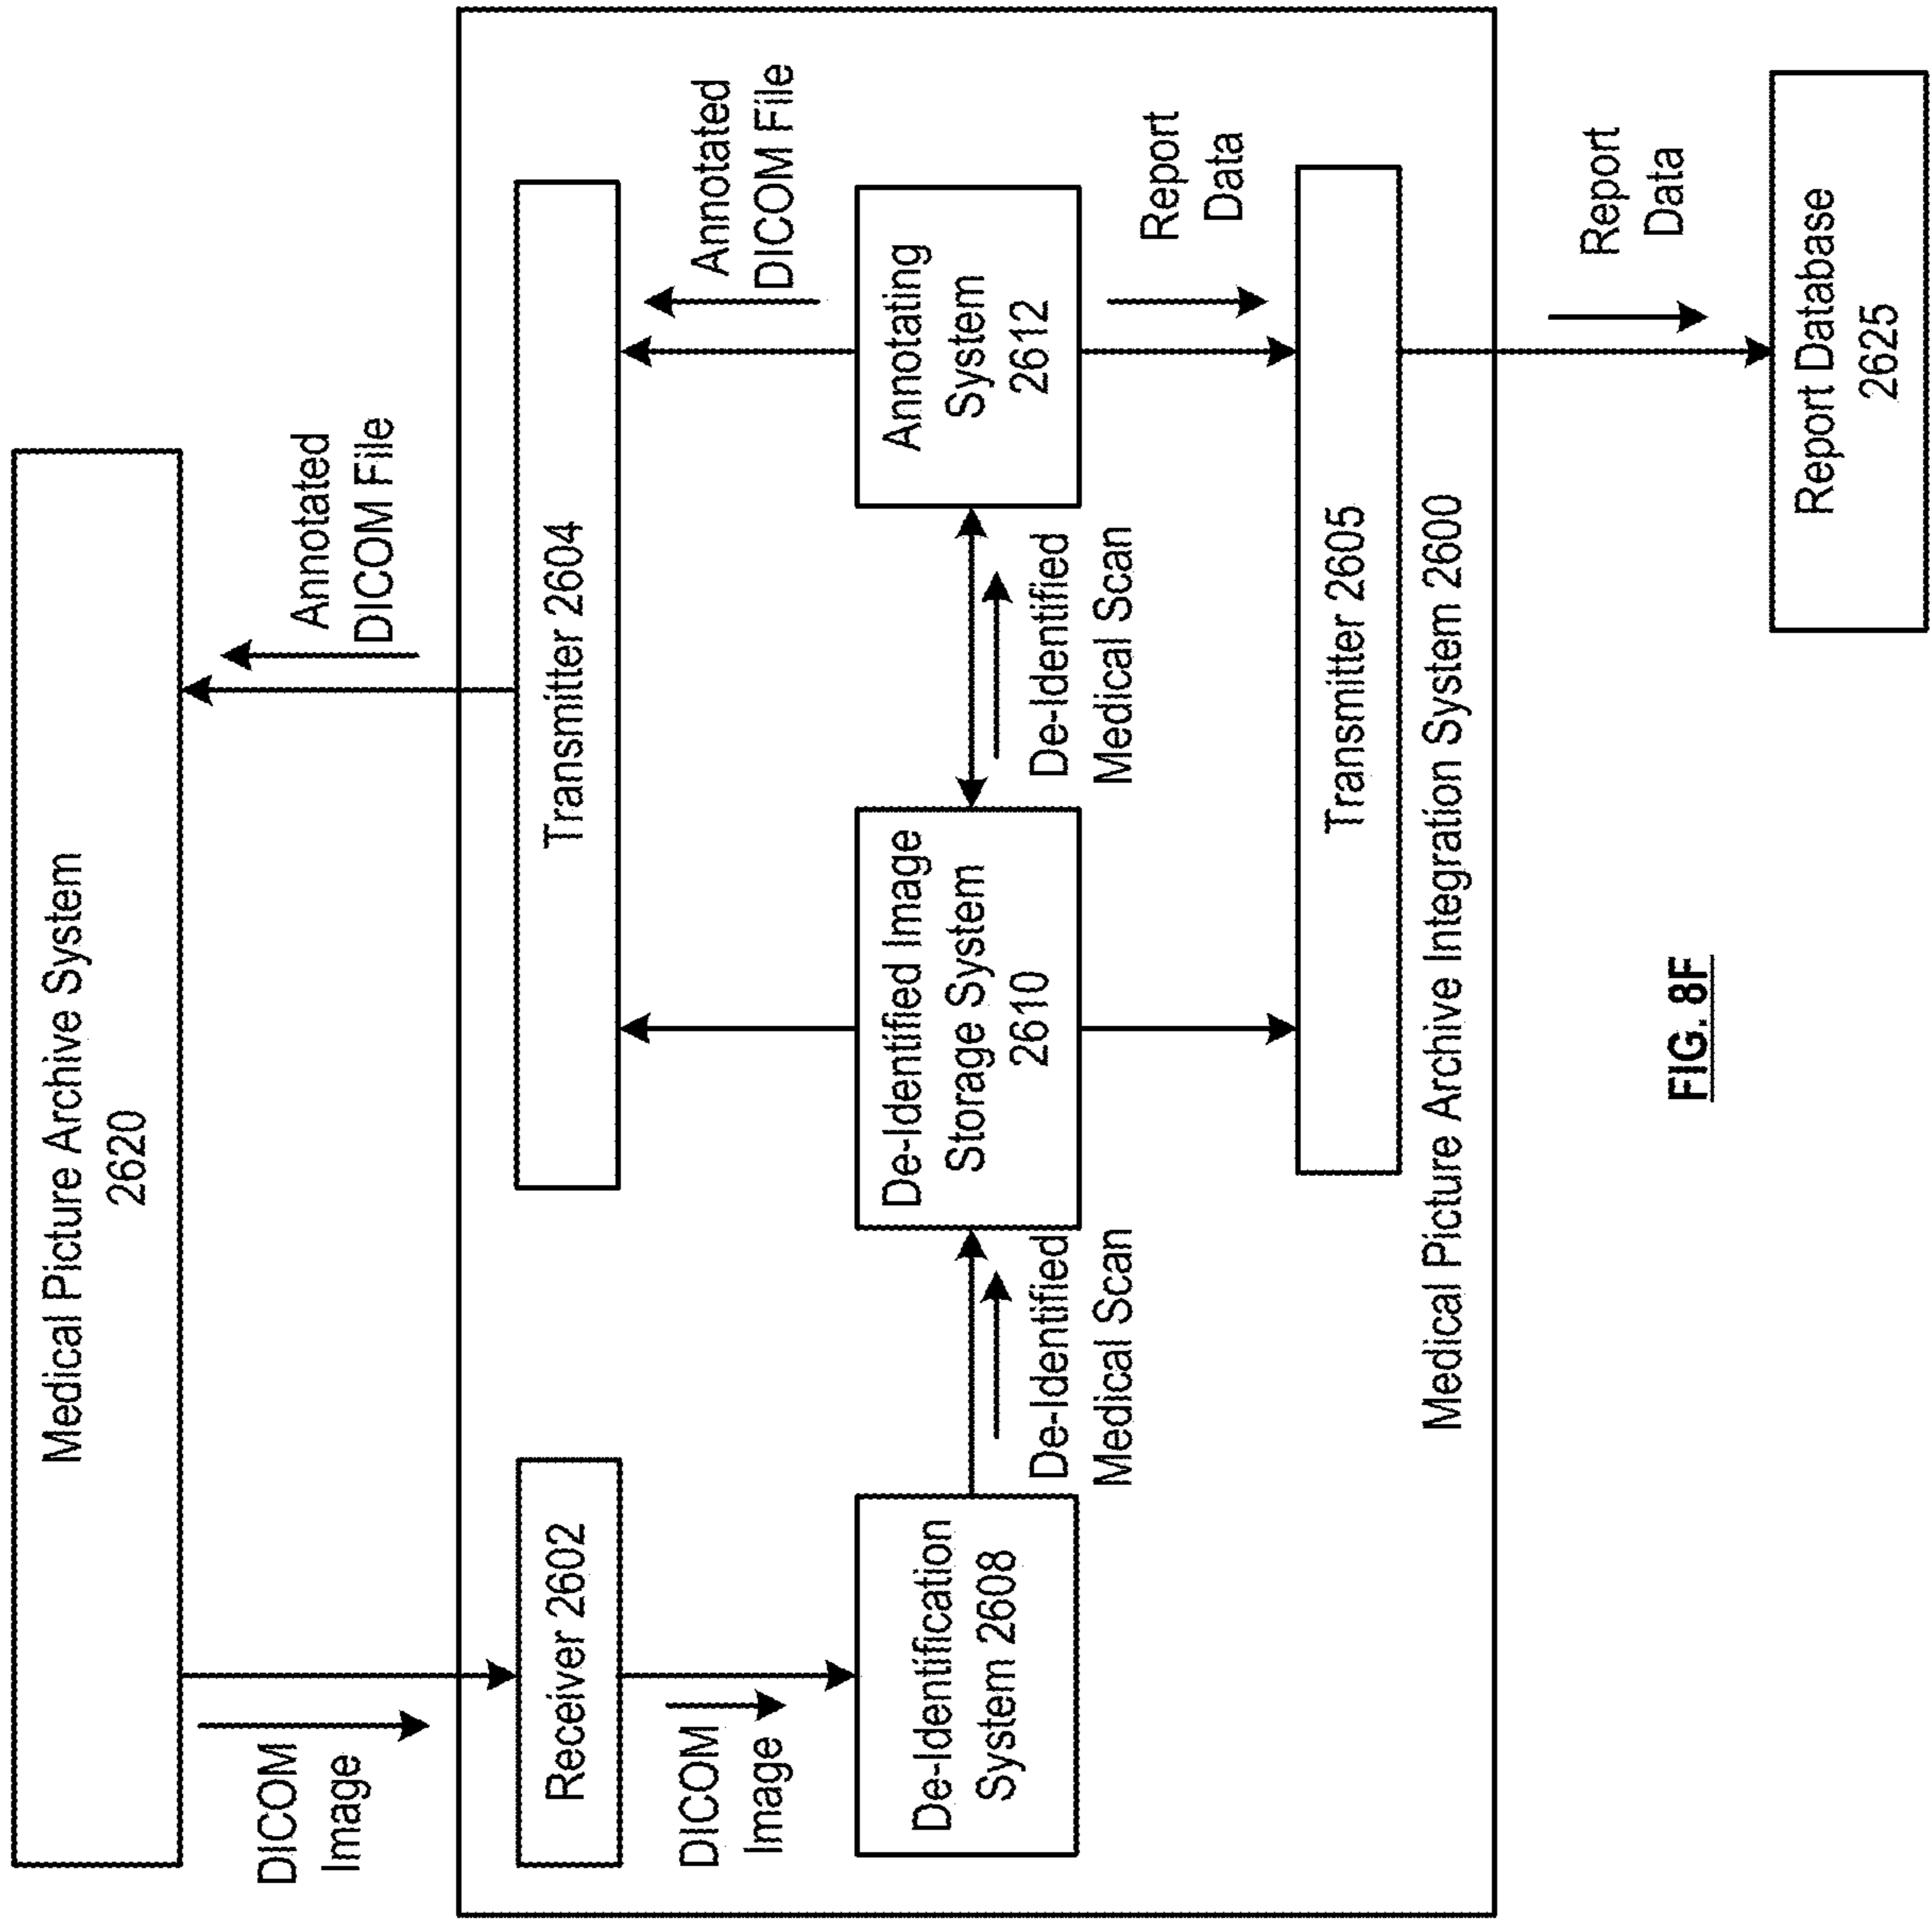 Medical Picture Archive System
2620
DICOM
Image
Annotated
DICOM File
Receiver 2602
Transmitter 2604
DICOM
Image
Annotated
DICOM File
De-Identification
System 2608
De-Identified Image
Storage System
2610
Annotating
System
2612
De-Identified
Medical Scan
De-Identified
Medical Scan
Report
Data
Transmitter 2605
Medical Picture Archive Integration System 2600
Report
Data
FIG. 8F
Report Database
2625